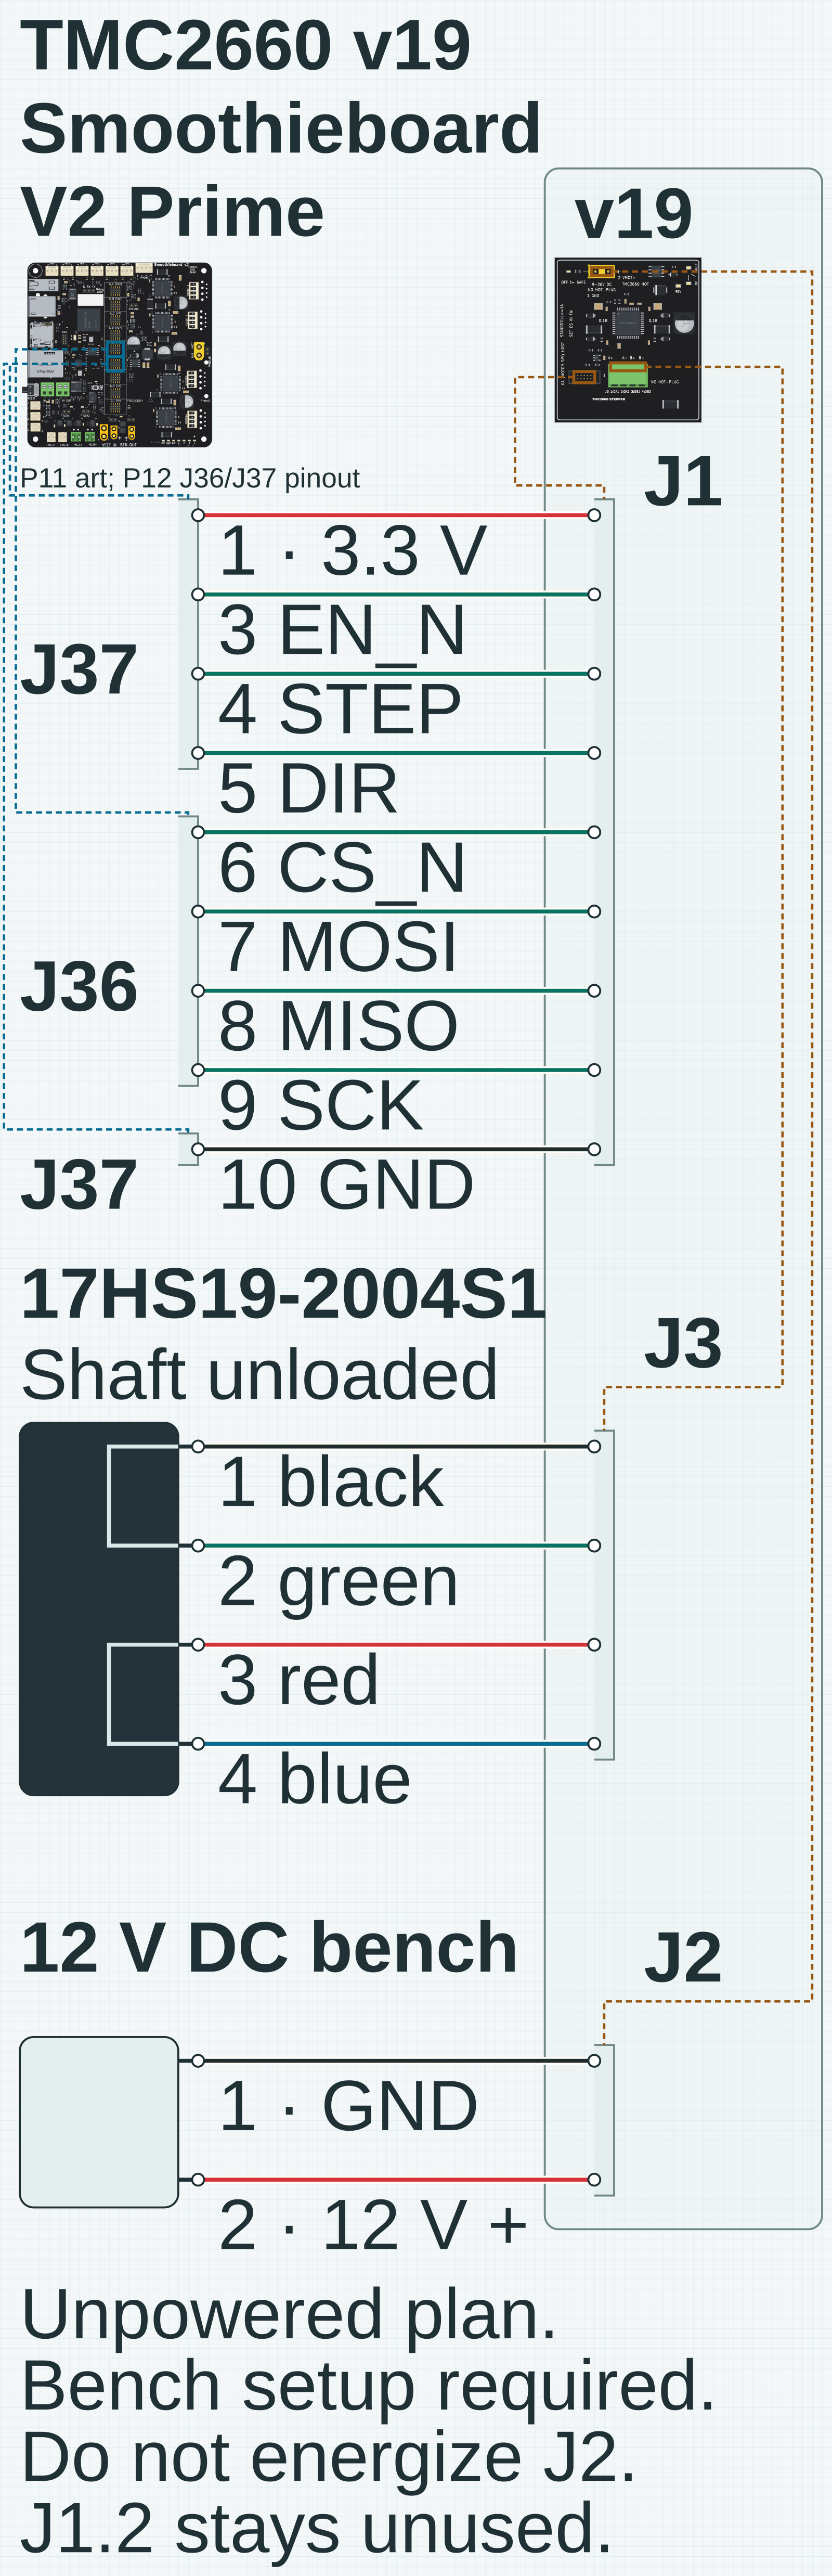 TMC2660 v19
Smoothieboard
V2 Prime
v19
P11 art; P12 J36/J37 pinout
J1
1 · 3.3 V
3 EN_N
J37
4 STEP
5 DIR
6 CS_N
7 MOSI
J36
8 MISO
9 SCK
J37
10 GND
17HS19-2004S1
Shaft unloaded
J3
1 black
2 green
3 red
4 blue
12 V DC bench
J2
1 · GND
2 · 12 V +
Unpowered plan.
Bench setup required.
Do not energize J2.
J1.2 stays unused.